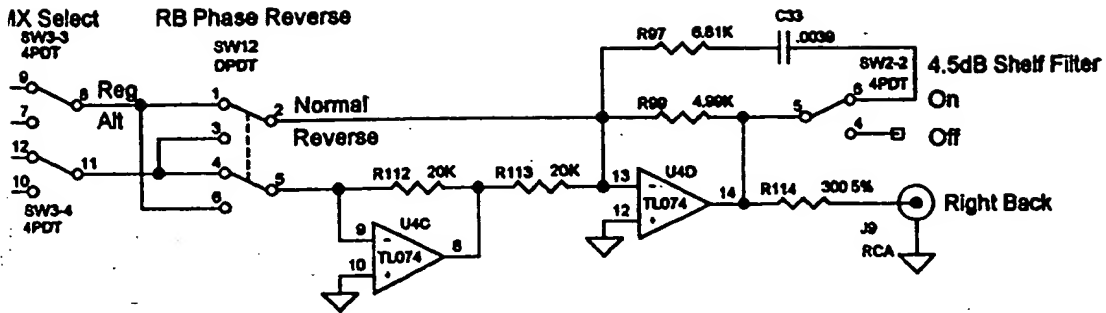 MX Select
RB Phase Reverse
SW3-3
4PDT
SW12
DPDT
9
8
7
Reg
Alt
12
11
10
SW3-4
4PDT
1
2
3
4
5
6
Normal
Reverse
R112
20K
R113
20K
9
10
8
U4C
TL074
R97
6.81K
C33
.0039
R99
4.99K
SW2-2
4PDT
5
6
4
4.5dB Shelf Filter
On
Off
13
12
14
U4D
TL074
R114
300 5%
Right Back
J9
RCA